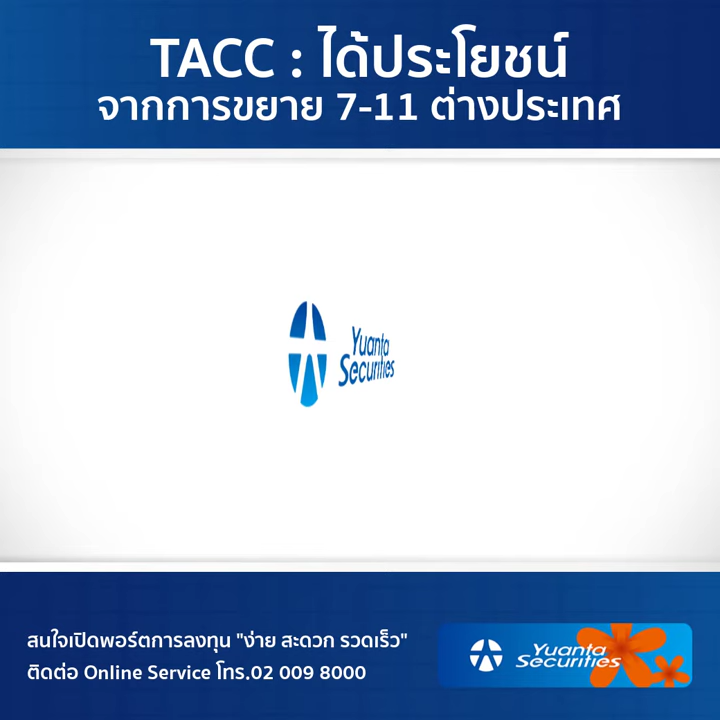 TACC : ได้ประโยชน์
จากการขยาย 7-11 ต่างประเทศ
Yuanta
Securities
สนใจเปิดพอร์ตการลงทุน "ง่าย สะดวก รวดเร็ว"
ติดต่อ Online Service โทร.02 009 8000
Yuanta
Securities